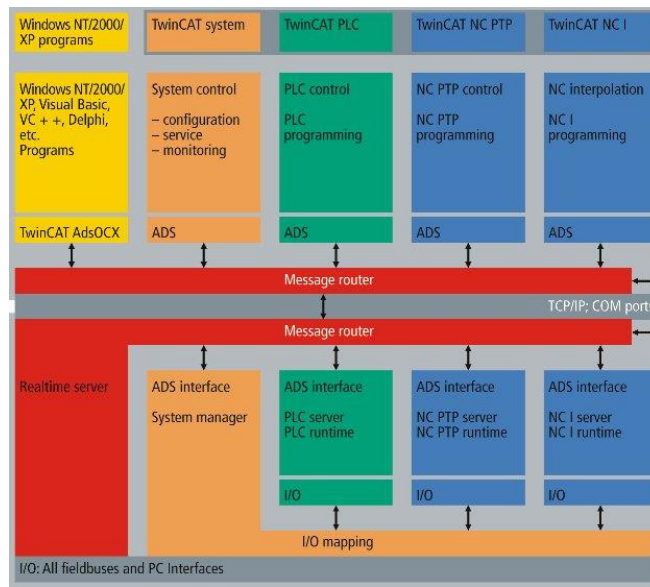 Windows NT/2000/
XP programs
TwinCAT system
TwinCAT PLC
TwinCAT NC PTP
TwinCAT NC I
Windows NT/2000/
XP, Visual Basic,
VC + +, Delphi,
etc.
Programs
System control
– configuration
– service
– monitoring
PLC control
PLC
programming
NC PTP control
NC PTP
programming
NC interpolation
NC I
programming
TwinCAT AdsOCX
ADS
ADS
ADS
ADS
Message router
TCP/IP; COM port
Message router
Realtime server
ADS interface
System manager
ADS interface
PLC server
PLC runtime
ADS interface
NC PTP server
NC PTP runtime
ADS interface
NC I server
NC I runtime
I/O
I/O
I/O
I/O mapping
I/O: All fieldbuses and PC Interfaces